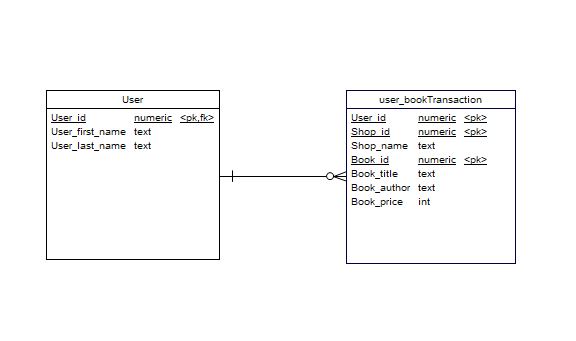 User
User_id numeric <pk,fk>
User_first_name text
User_last_name text
user_bookTransaction
User_id numeric <pk>
Shop_id numeric <pk>
Shop_name text
Book_id numeric <pk>
Book_title text
Book_author text
Book_price int